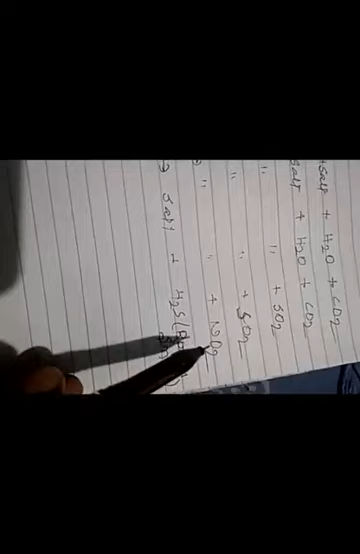 salt + H2O + CO2
salt + H2O + CO2
" " + SO2
" " + SO2
" " + NO2
→ salt + H2S